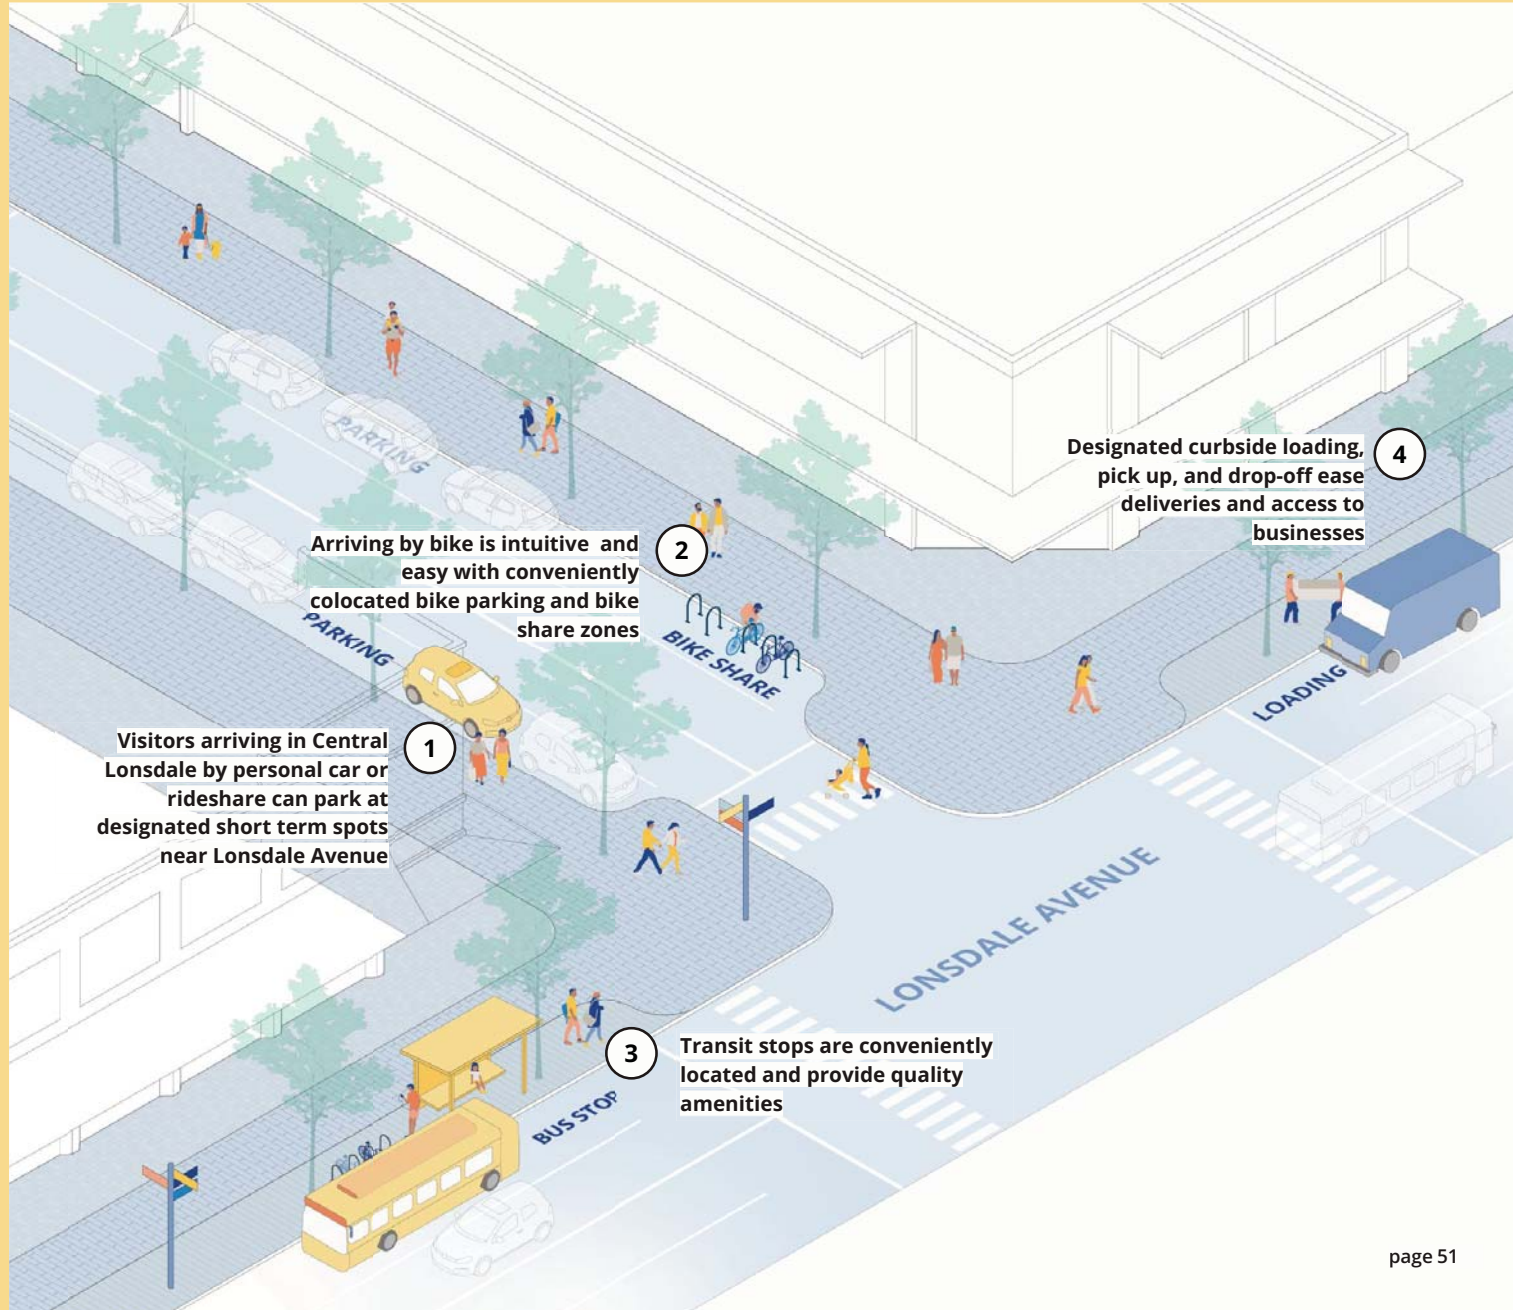 PARKING
Designated curbside loading,
pick up, and drop-off ease
deliveries and access to
businesses
4
Arriving by bike is intuitive and
easy with conveniently
colocated bike parking and bike
share zones
2
PARKING
BIKE SHARE
LOADING
Visitors arriving in Central
Lonsdale by personal car or
rideshare can park at
designated short term spots
near Lonsdale Avenue
1
LONSDALE AVENUE
3
Transit stops are conveniently
located and provide quality
amenities
BUS STOP
page 51